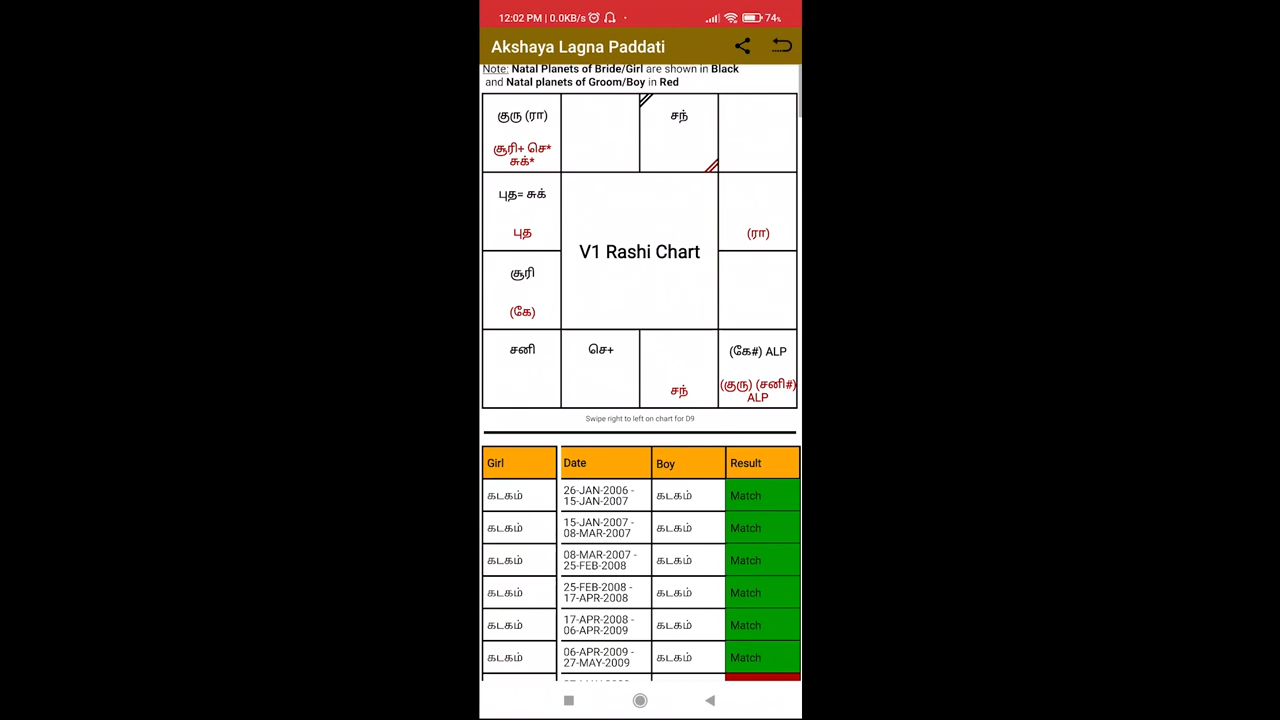 12:02 PM | 0.0KB/s
74%
Akshaya Lagna Paddati
Note: Natal Planets of Bride/Girl are shown in Black
and Natal planets of Groom/Boy in Red
குரு (ரா)
சூரி+ செ*
சுக்*
சந்
புத= சுக்
புத
(ரா)
V1 Rashi Chart
சூரி
(கே)
சனி
செ+
சந்
(கே#) ALP
(குரு) (சனி#)
ALP
Swipe right to left on chart for D9
Girl Date Boy Result
கடகம் 26-JAN-2006 - 15-JAN-2007 கடகம் Match
கடகம் 15-JAN-2007 - 08-MAR-2007 கடகம் Match
கடகம் 08-MAR-2007 - 25-FEB-2008 கடகம் Match
கடகம் 25-FEB-2008 - 17-APR-2008 கடகம் Match
கடகம் 17-APR-2008 - 06-APR-2009 கடகம் Match
கடகம் 06-APR-2009 - 27-MAY-2009 கடகம் Match